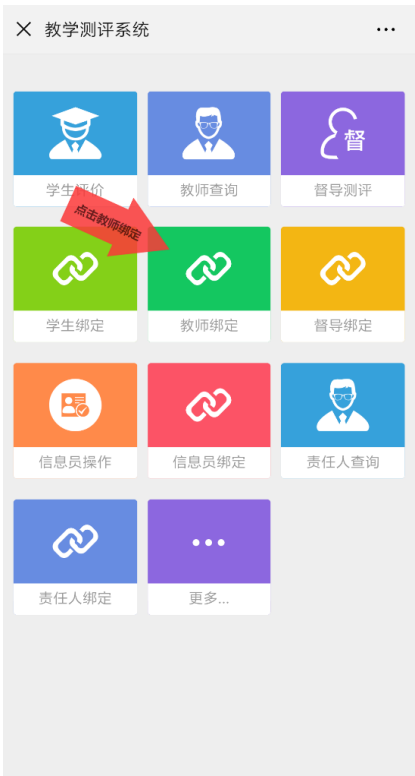 教学测评系统
督
学生评价
教师查询
督导测评
点击教师绑定
学生绑定
教师绑定
督导绑定
信息员操作
信息员绑定
责任人查询
责任人绑定
更多...